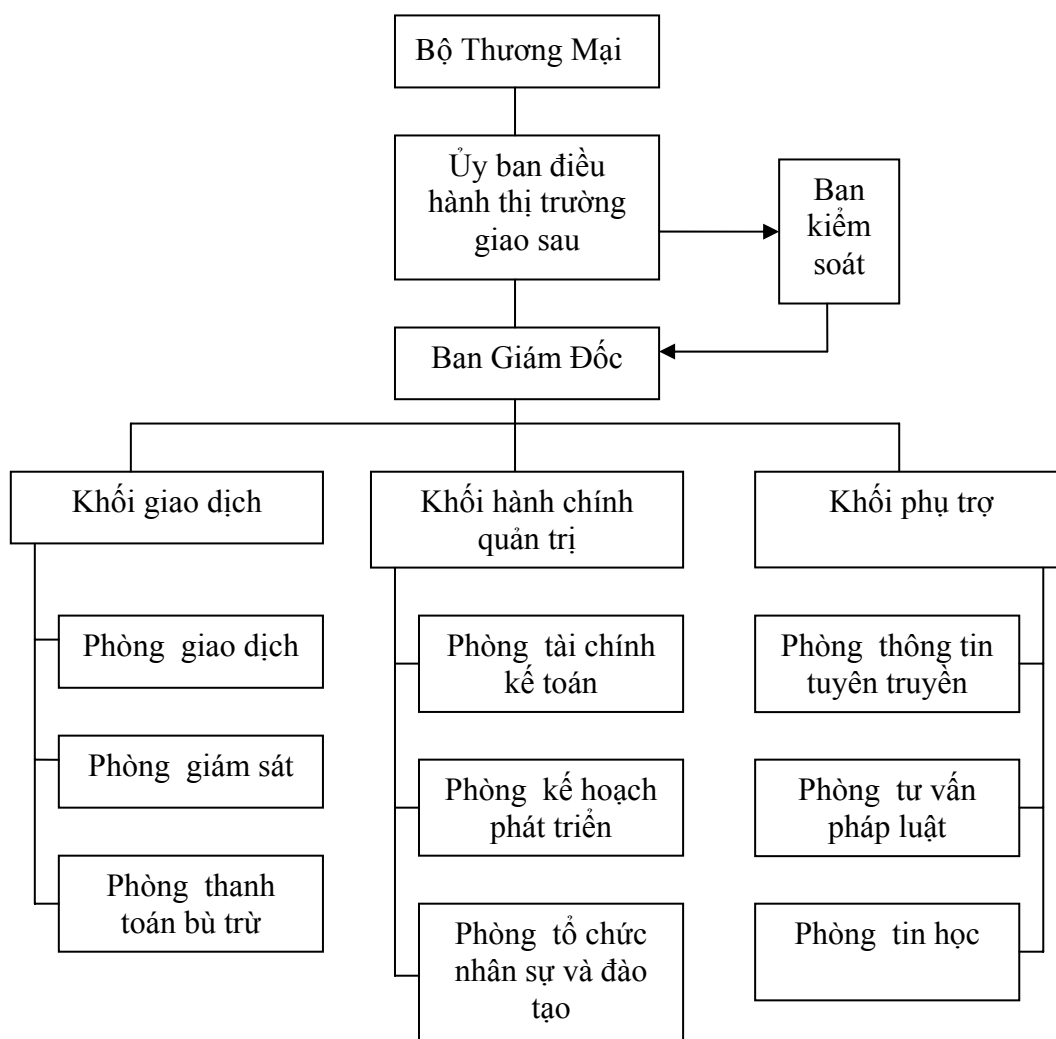 Bộ Thương Mại
Ủy ban điều
hành thị trường
giao sau
Ban
kiểm
soát
Ban Giám Đốc
Khối giao dịch
Khối hành chính
quản trị
Khối phụ trợ
Phòng giao dịch
Phòng giám sát
Phòng thanh
toán bù trừ
Phòng tài chính
kế toán
Phòng kế hoạch
phát triển
Phòng tổ chức
nhân sự và đào
tạo
Phòng thông tin
tuyên truyền
Phòng tư vấn
pháp luật
Phòng tin học